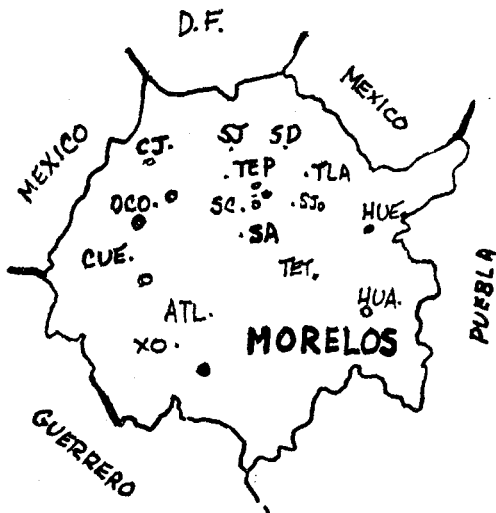 D.F.
MEXICO
MEXICO
CJ.
SJ
SD
TEP
TLA
OCO.
SC.
SJo
HUE.
SA
CUE.
TET.
HUA.
ATL.
XO.
MORELOS
PUEBLA
GUERRERO